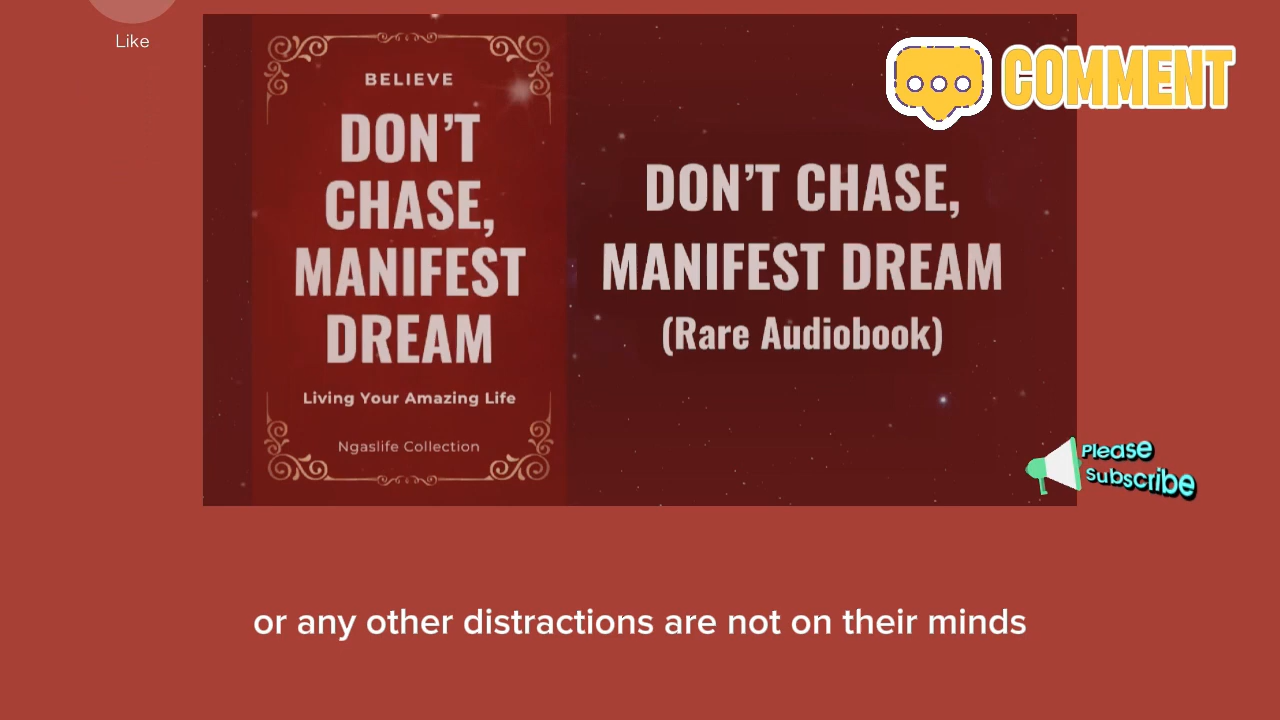 Like
BELIEVE
DON’T
CHASE,
MANIFEST
DREAM
Living Your Amazing Life
Ngaslife Collection
DON’T CHASE,
MANIFEST DREAM
(Rare Audiobook)
COMMENT
Please
Subscribe
or any other distractions are not on their minds